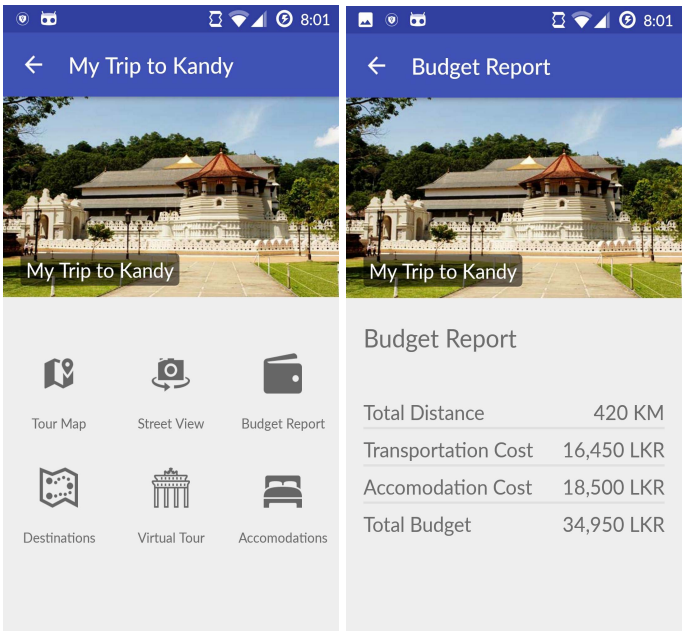 8:01
My Trip to Kandy
My Trip to Kandy
Tour Map
Street View
Budget Report
Destinations
Virtual Tour
Accomodations
8:01
Budget Report
My Trip to Kandy
Budget Report
Total Distance 420 KM
Transportation Cost 16,450 LKR
Accomodation Cost 18,500 LKR
Total Budget 34,950 LKR